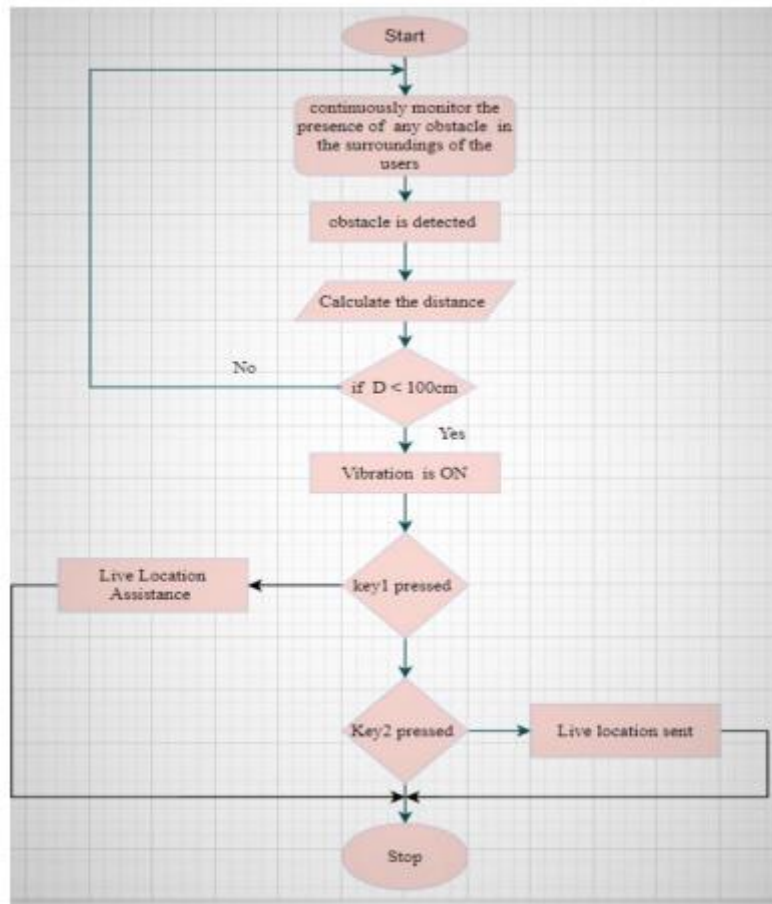 Start
continuously monitor the
presence of any obstacle in
the surroundings of the
users
obstacle is detected
Calculate the distance
No
if D < 100cm
Yes
Vibration is ON
Live Location
Assistance
key1 pressed
Key2 pressed
Live location sent
Stop